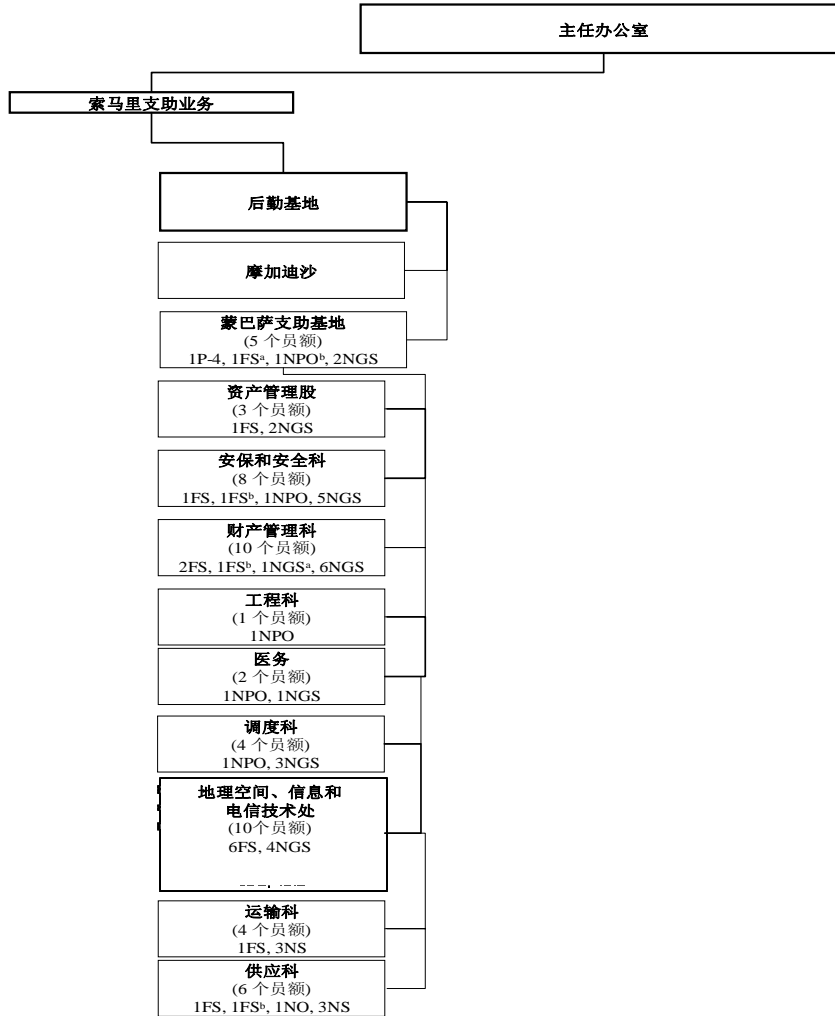 主任办公室
索马里支助业务
后勤基地
摩加迪沙
蒙巴萨支助基地
(5 个员额)
1P-4, 1FSᵃ, 1NPOᵇ, 2NGS
资产管理股
(3 个员额)
1FS, 2NGS
安保和安全科
(8 个员额)
1FS, 1FSᵇ, 1NPO, 5NGS
财产管理科
(10 个员额)
2FS, 1FSᵇ, 1NGSᵃ, 6NGS
工程科
(1 个员额)
1NPO
医务
(2 个员额)
1NPO, 1NGS
调度科
(4 个员额)
1NPO, 3NGS
地理空间、信息和
电信技术处
(10个员额)
6FS, 4NGS
运输科
(4 个员额)
1FS, 3NS
供应科
(6 个员额)
1FS, 1FSᵇ, 1NO, 3NS